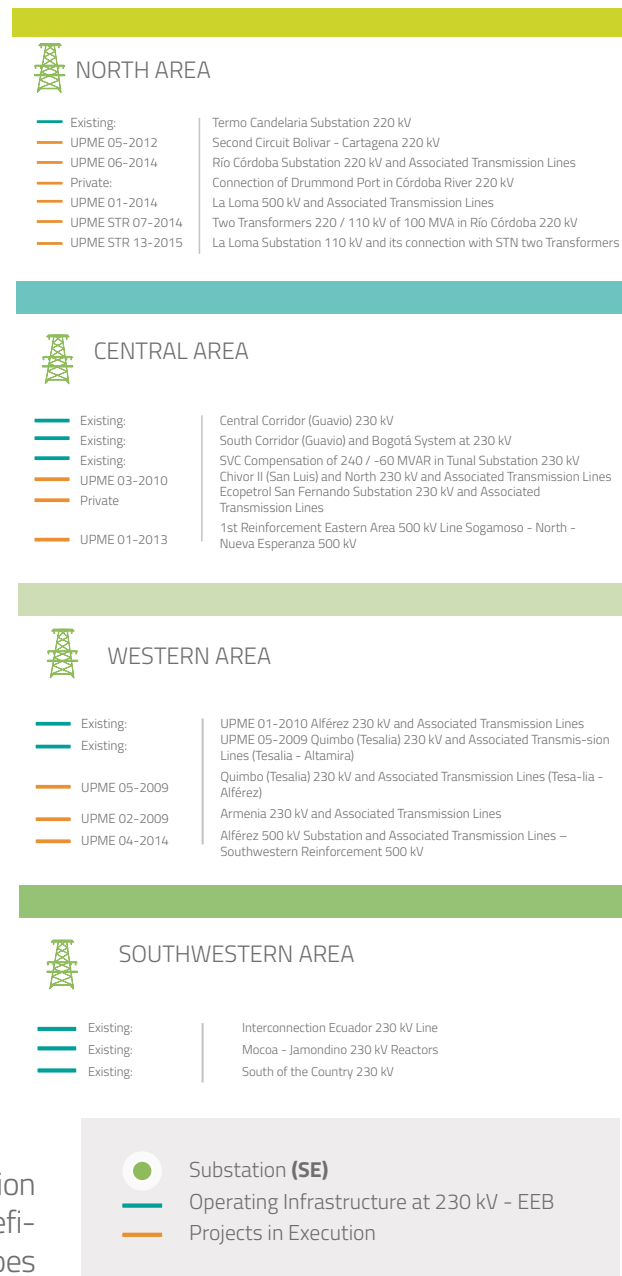 NORTH AREA
Existing: Termo Candelaria Substation 220 kV
UPME 05-2012 Second Circuit Bolivar - Cartagena 220 kV
UPME 06-2014 Río Córdoba Substation 220 kV and Associated Transmission Lines
Private: Connection of Drummond Port in Córdoba River 220 kV
UPME 01-2014 La Loma 500 kV and Associated Transmission Lines
UPME STR 07-2014 Two Transformers 220 / 110 kV of 100 MVA in Río Córdoba 220 kV
UPME STR 13-2015 La Loma Substation 110 kV and its connection with STN two Transformers
CENTRAL AREA
Existing: Central Corridor (Guavio) 230 kV
Existing: South Corridor (Guavio) and Bogotá System at 230 kV
Existing: SVC Compensation of 240 / -60 MVAR in Tunal Substation 230 kV
UPME 03-2010 Chivor II (San Luis) and North 230 kV and Associated Transmission Lines
Private Ecopetrol San Fernando Substation 230 kV and Associated
Transmission Lines
1st Reinforcement Eastern Area 500 kV Line Sogamoso - North -
UPME 01-2013 Nueva Esperanza 500 kV
WESTERN AREA
Existing: UPME 01-2010 Alférez 230 kV and Associated Transmission Lines
Existing: UPME 05-2009 Quimbo (Tesalia) 230 kV and Associated Transmis-sion
Lines (Tesalia - Altamira)
UPME 05-2009 Quimbo (Tesalia) 230 kV and Associated Transmission Lines (Tesa-lia -
Alférez)
UPME 02-2009 Armenia 230 kV and Associated Transmission Lines
UPME 04-2014 Alférez 500 kV Substation and Associated Transmission Lines –
Southwestern Reinforcement 500 kV
SOUTHWESTERN AREA
Existing: Interconnection Ecuador 230 kV Line
Existing: Mocoa - Jamondino 230 kV Reactors
Existing: South of the Country 230 kV
Substation (SE)
Operating Infrastructure at 230 kV - EEB
Projects in Execution
ion
efi-
oes